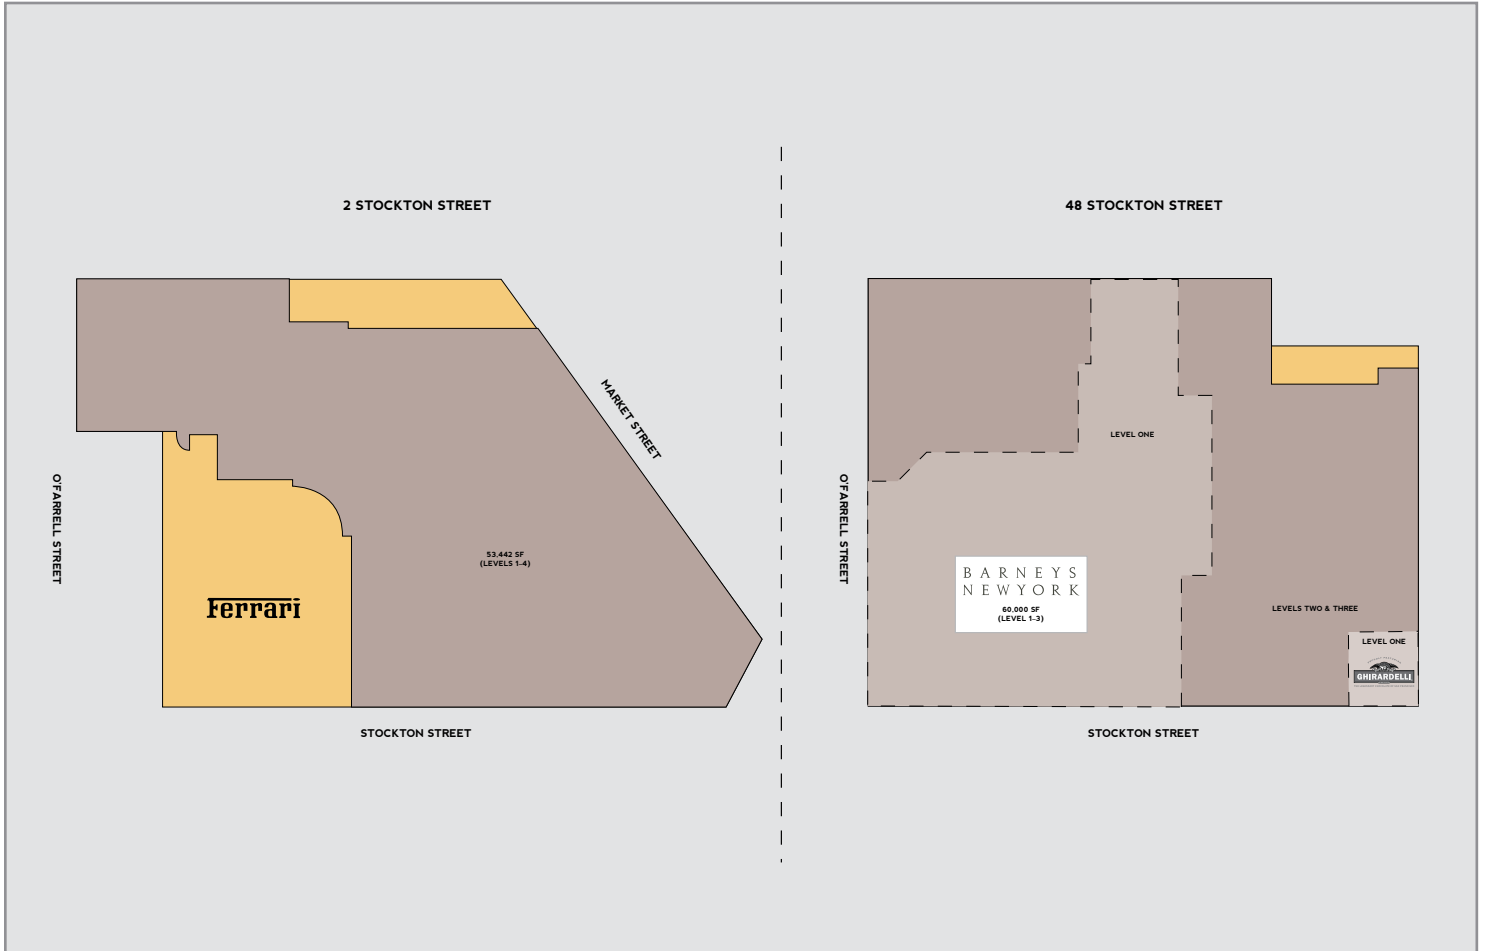 2 STOCKTON STREET
48 STOCKTON STREET
MARKET STREET
O'FARRELL STREET
53,442 SF
(LEVELS 1-4)
Ferrari
STOCKTON STREET
LEVEL ONE
O'FARRELL STREET
BARNEYS
NEWYORK
60,000 SF
(LEVEL 1-3)
LEVELS TWO & THREE
LEVEL ONE
GHIRARDELLI
STOCKTON STREET